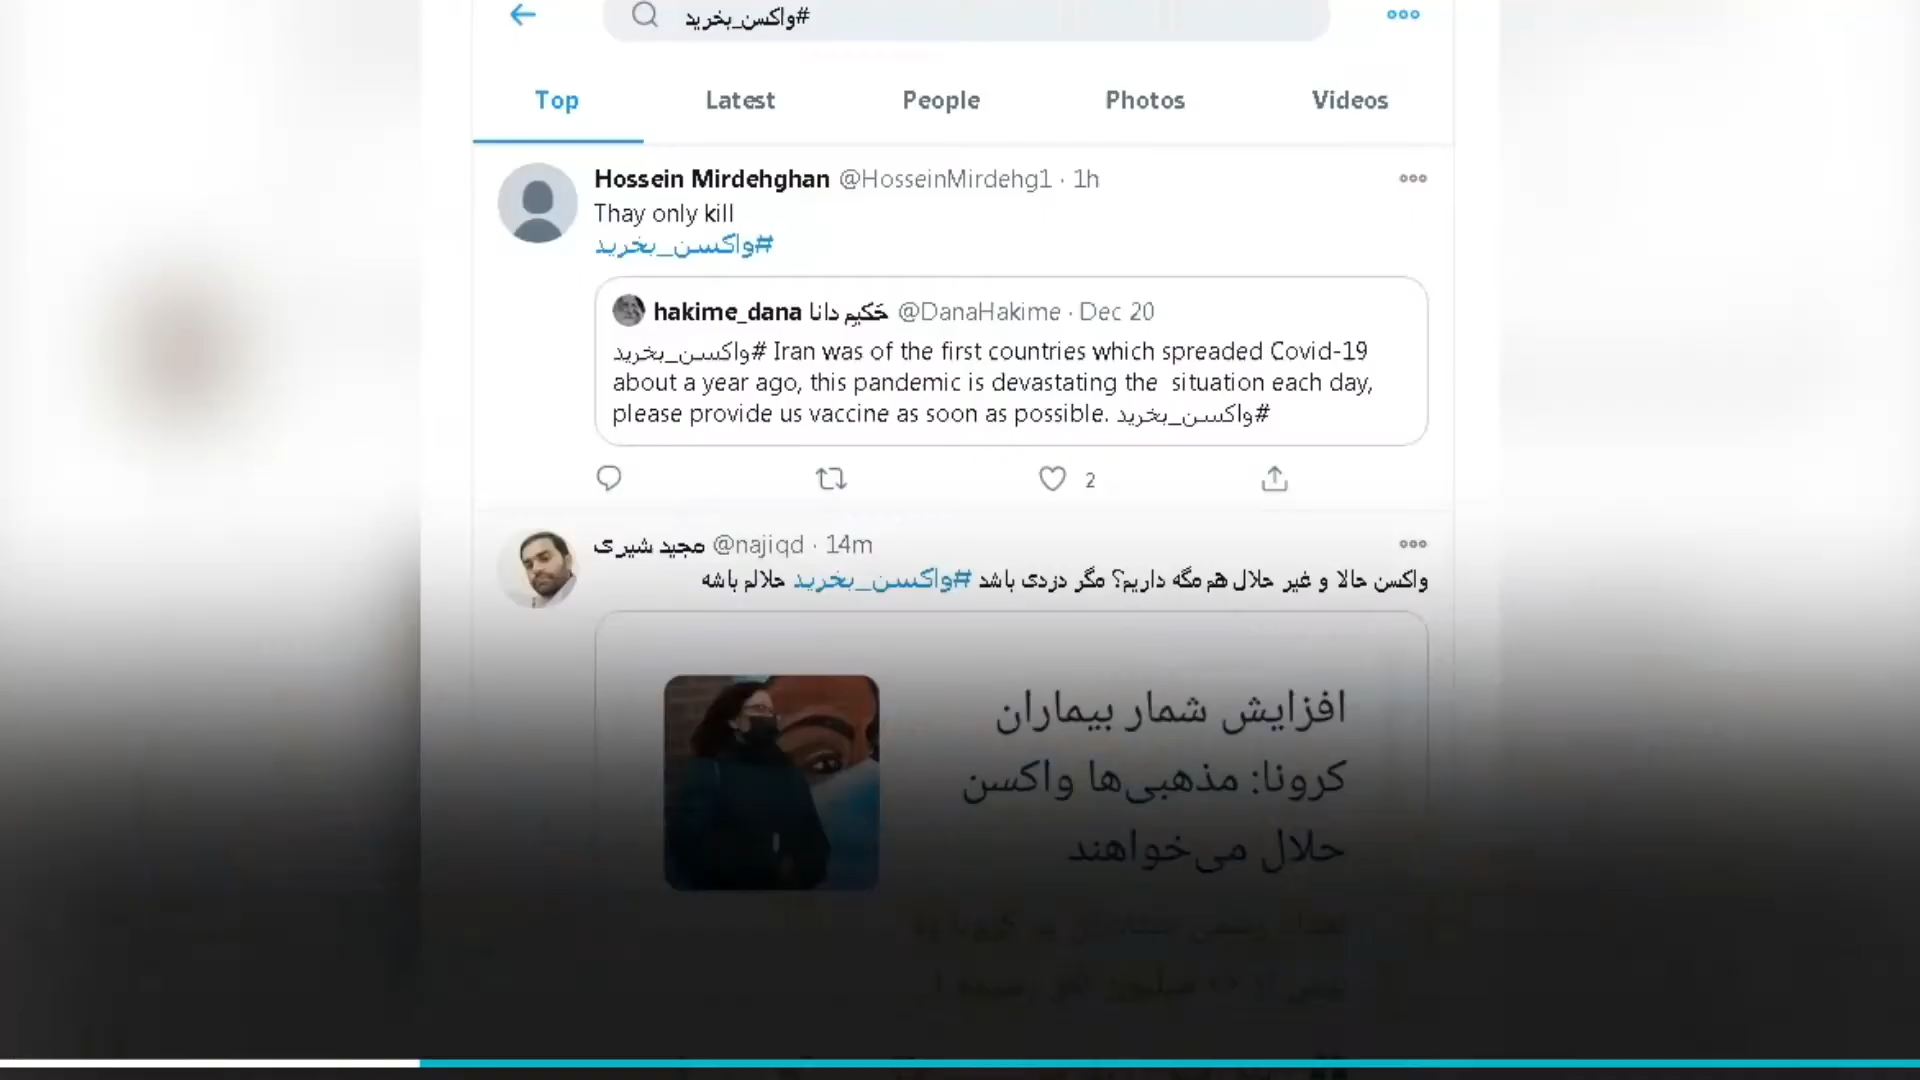 #واکسن_بخرید
Top Latest People Photos Videos
Hossein Mirdehghan @HosseinMirdehg1 · 1h
Thay only kill
#واکسن_بخرید
hakime_dana حکیم دانا @DanaHakime · Dec 20
#واکسن_بخرید Iran was of the first countries which spreaded Covid-19
about a year ago, this pandemic is devastating the situation each day,
please provide us vaccine as soon as possible. #واکسن_بخرید
2
مجید شیری @najiqd · 14m
واکسن حالا و غیر حلال هم مگه داریم؟ مگر دزدی باشد #واکسن_بخرید حلالم باشه
افزایش شمار بیماران
کرونا: مذهبی‌ها واکسن
حلال می‌خواهند